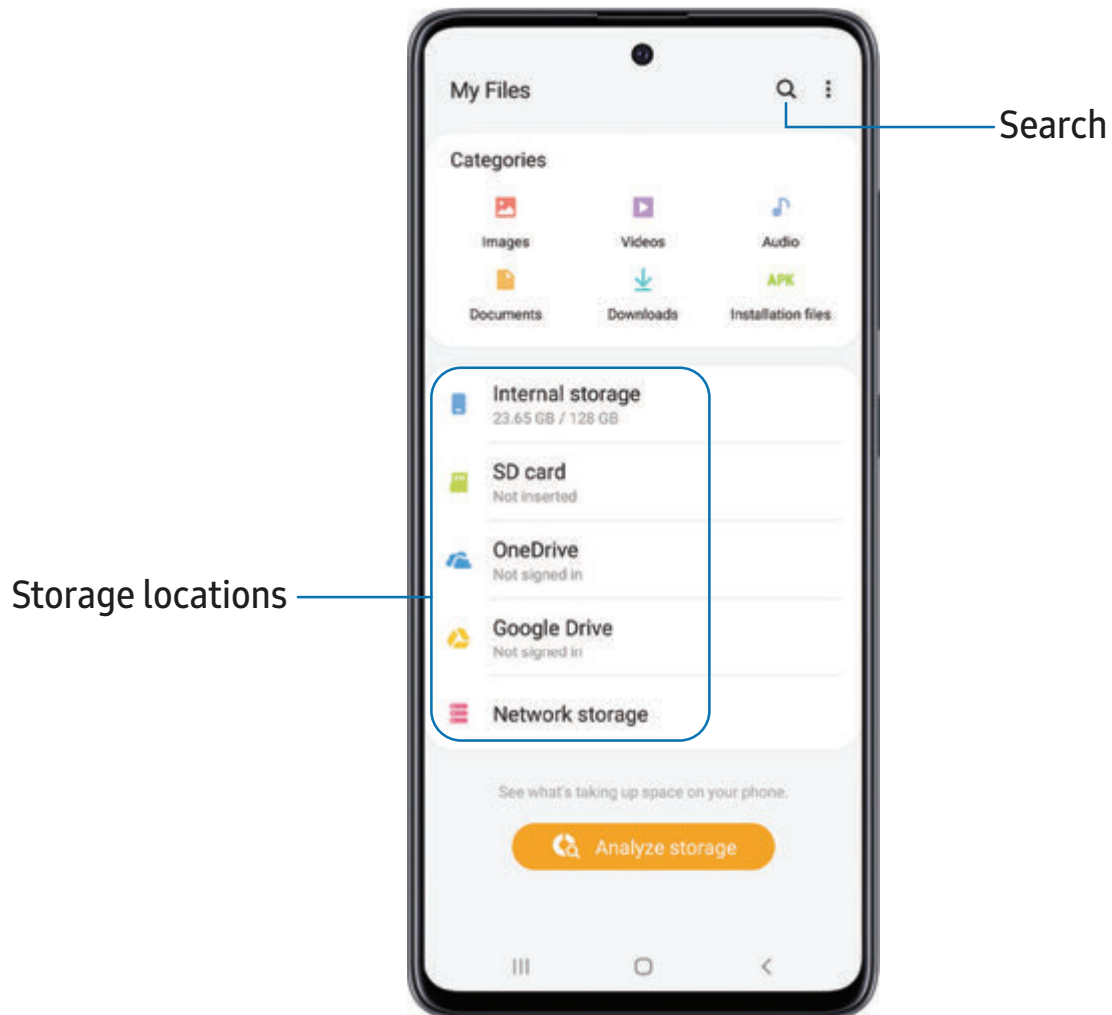 My Files
Search
Categories
Images Videos Audio
APK
Documents Downloads Installation files
Internal storage
23.65 GB / 128 GB
SD card
Not inserted
OneDrive
Not signed in
Storage locations
Google Drive
Not signed in
Network storage
See what's taking up space on your phone.
Analyze storage